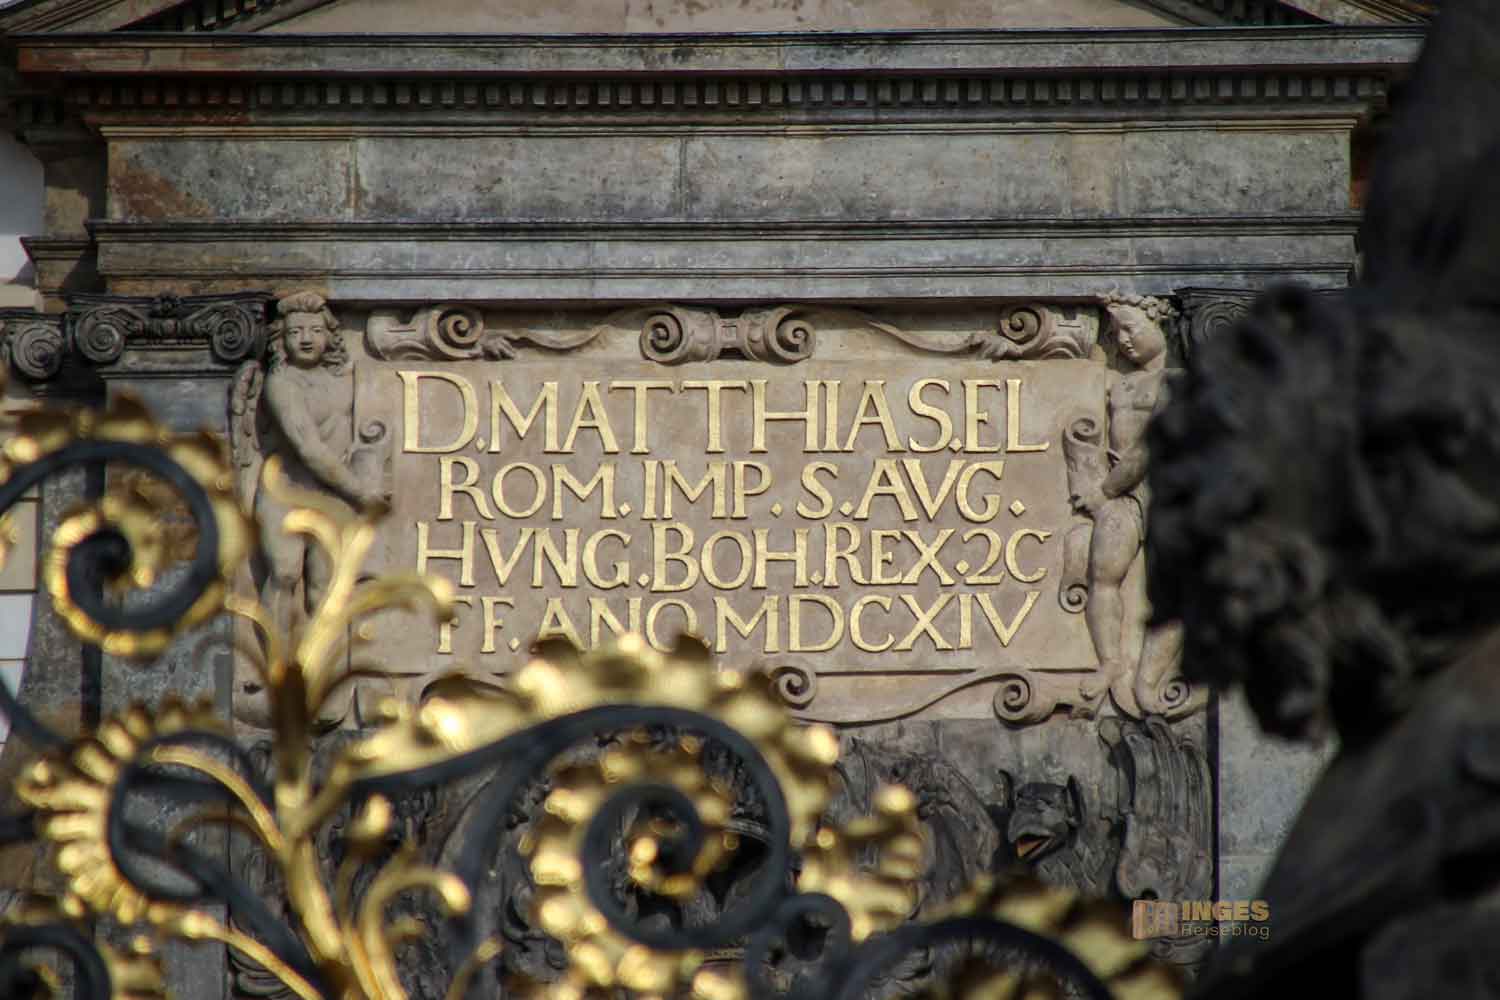 D.MATTHIAS.EL
ROM.IMP.S.AVG.
HVNG.BOH.REX.2C
FF.ANO.MDCXIV
INGES
Reiseblog